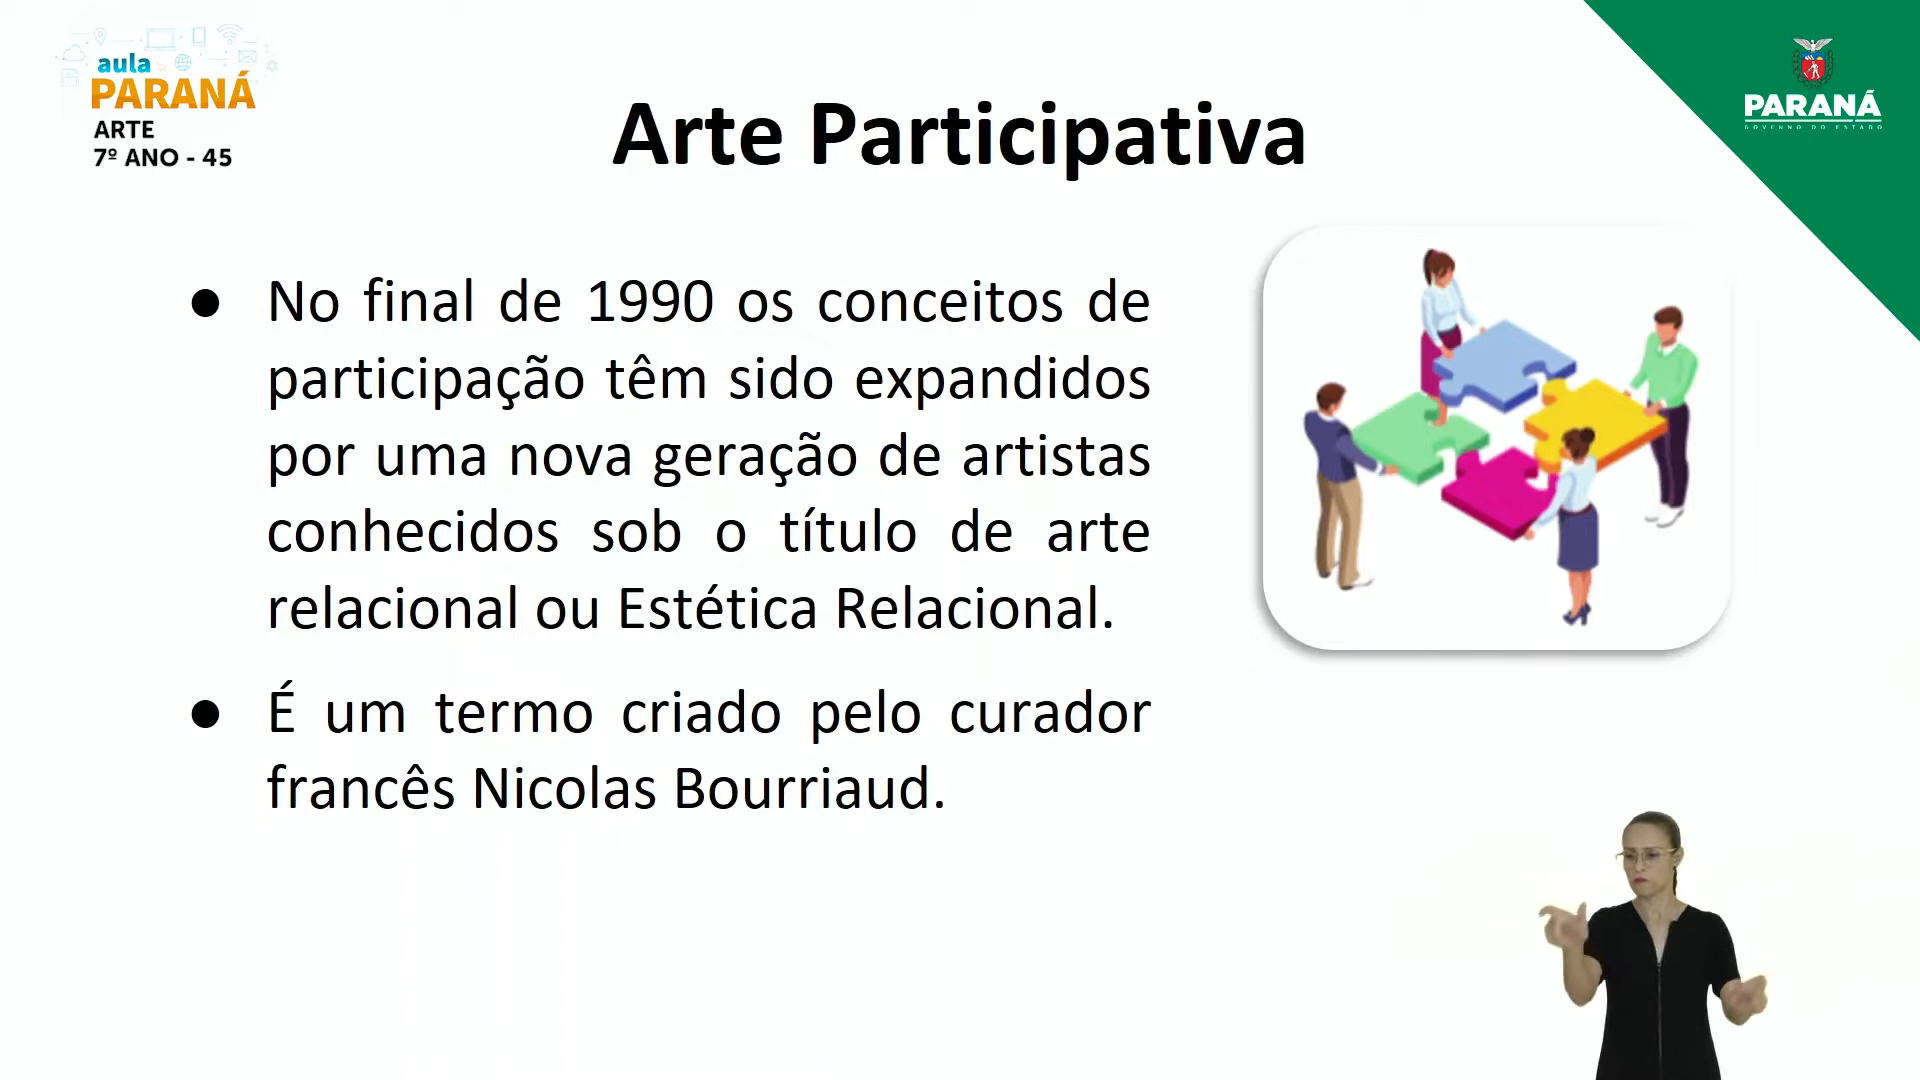 aula
PARANÁ
ARTE
7º ANO - 45
PARANÁ
GOVERNO DO ESTADO
Arte Participativa
● No final de 1990 os conceitos de
participação têm sido expandidos
por uma nova geração de artistas
conhecidos sob o título de arte
relacional ou Estética Relacional.
● É um termo criado pelo curador
francês Nicolas Bourriaud.